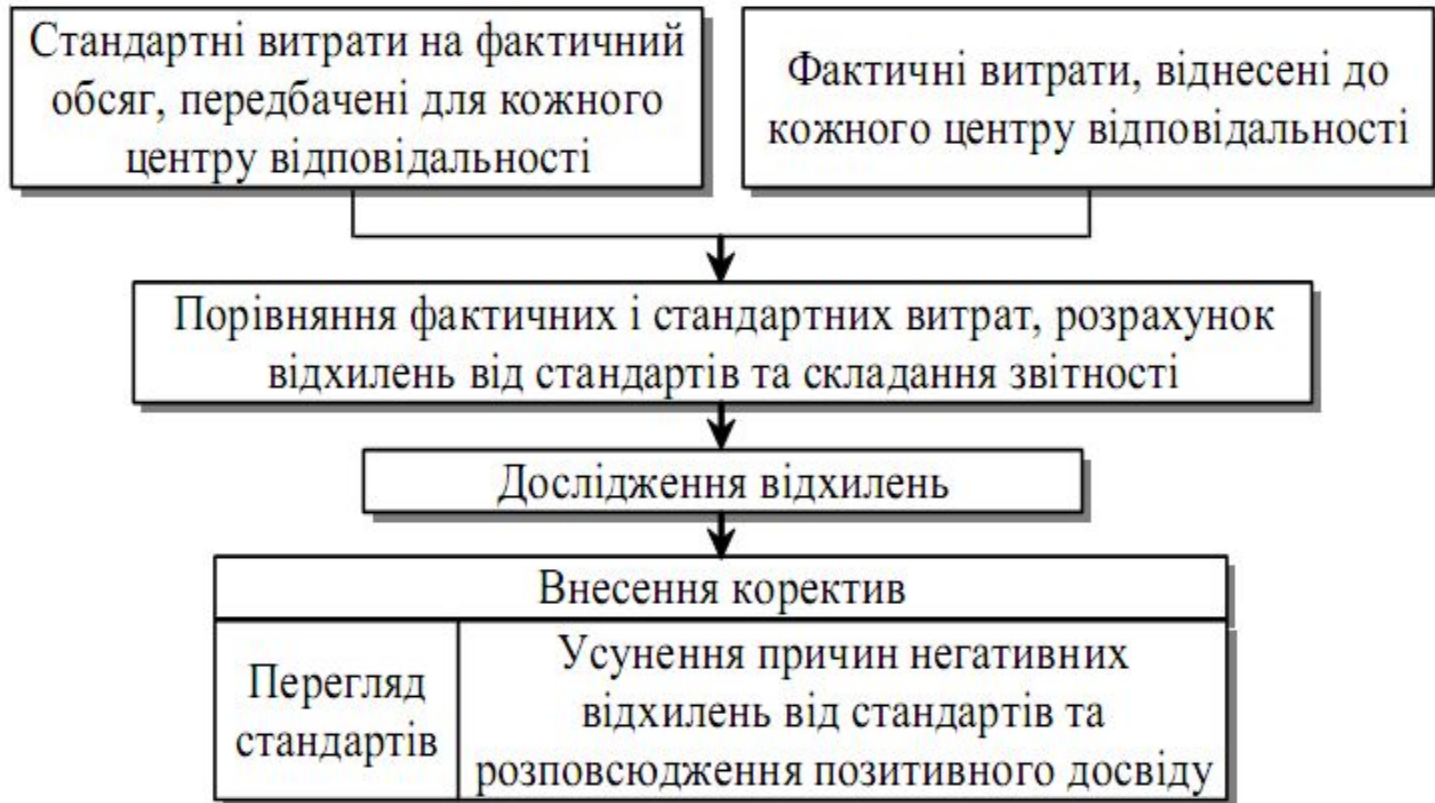 Стандартні витрати на фактичний
обсяг, передбачені для кожного
центру відповідальності
Фактичні витрати, віднесені до
кожного центру відповідальності
Порівняння фактичних і стандартних витрат, розрахунок
відхилень від стандартів та складання звітності
Дослідження відхилень
Внесення коректив
Перегляд
стандартів
Усунення причин негативних
відхилень від стандартів та
розповсюдження позитивного досвіду